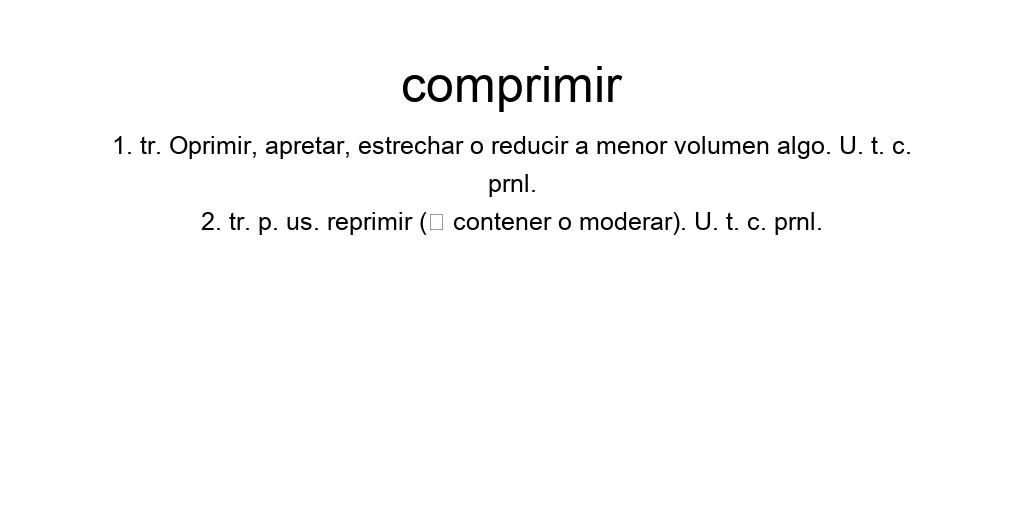 comprimir
1. tr. Oprimir, apretar, estrechar o reducir a menor volumen algo. U. t. c.
prnl.
2. tr. p. us. reprimir (□ contener o moderar). U. t. c. prnl.